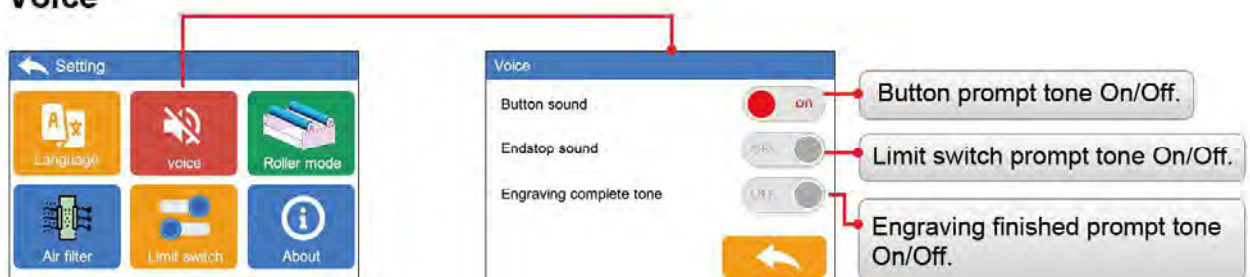 Voice
Setting
Language
voice
Roller mode
Air filter
Limit switch
About
Voice
Button sound
on
Endstop sound
OFF
Engraving complete tone
OFF
Button prompt tone On/Off.
Limit switch prompt tone On/Off.
Engraving finished prompt tone
On/Off.